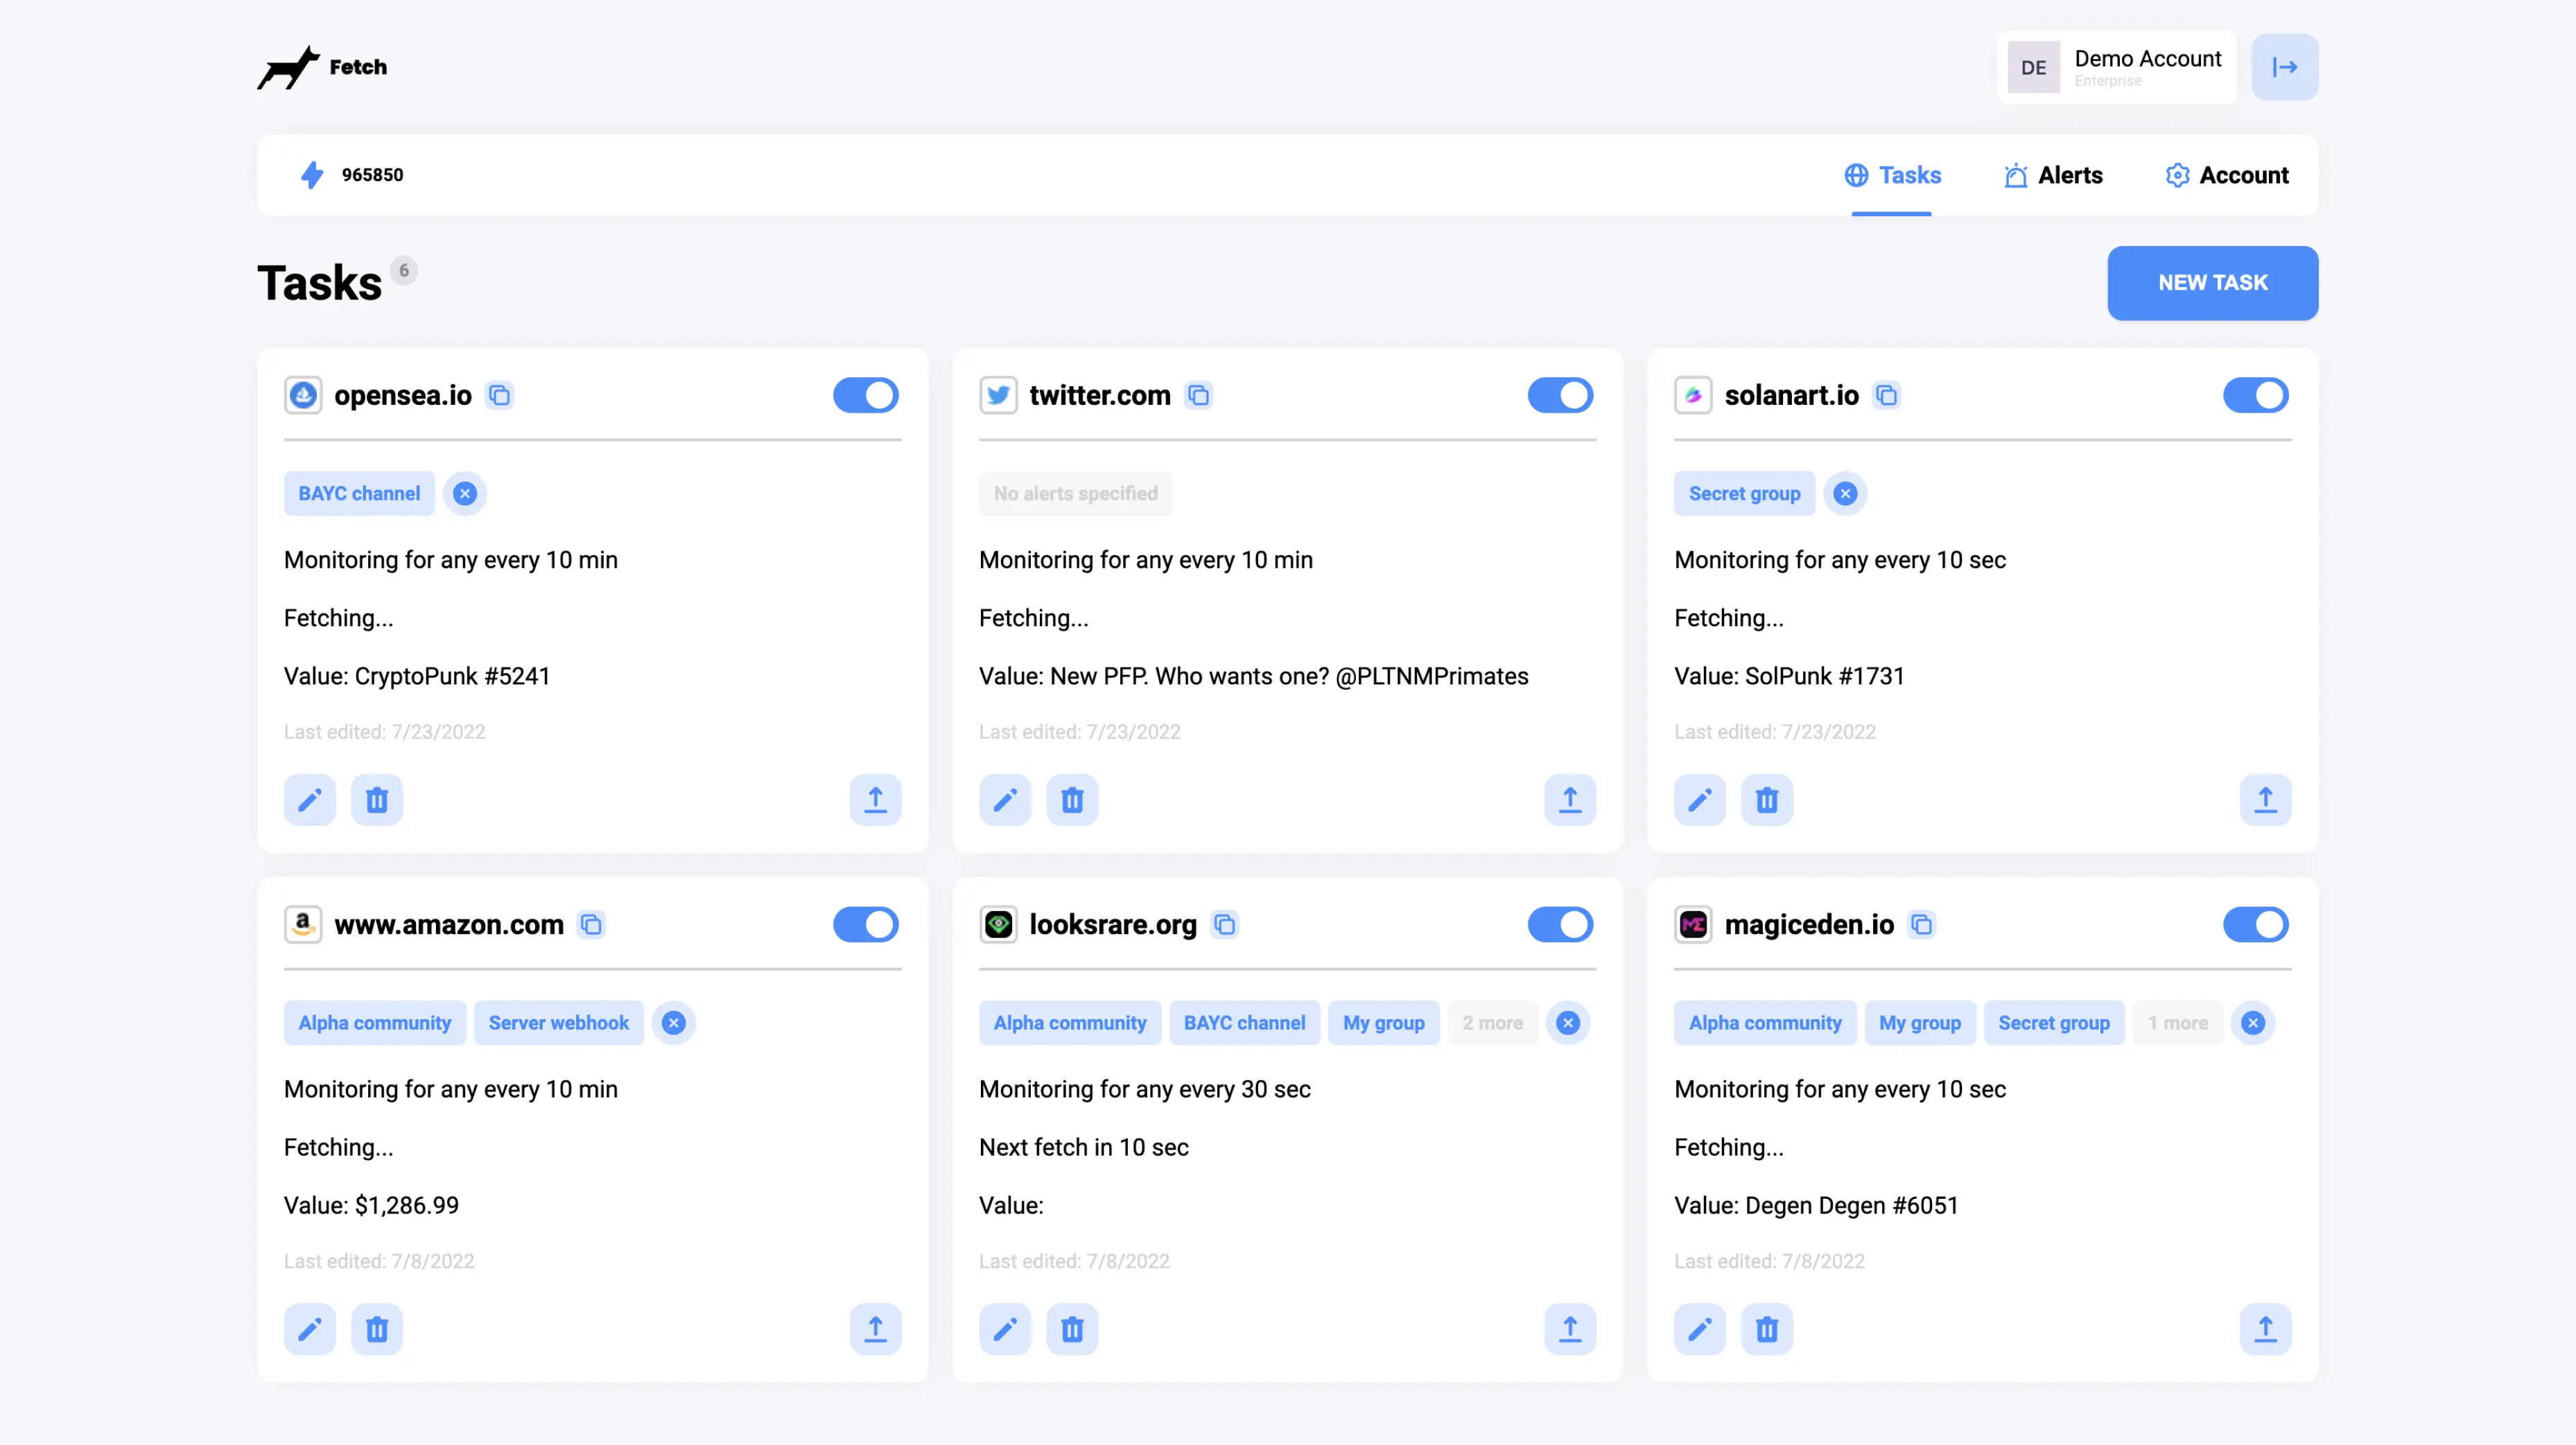 Fetch
DE
Demo Account
Enterprise
965850
Tasks
Alerts
Account
Tasks 6
NEW TASK
opensea.io
BAYC channel
Monitoring for any every 10 min
Fetching...
Value: CryptoPunk #5241
Last edited: 7/23/2022
twitter.com
No alerts specified
Monitoring for any every 10 min
Fetching...
Value: New PFP. Who wants one? @PLTNMPrimates
Last edited: 7/23/2022
solanart.io
Secret group
Monitoring for any every 10 sec
Fetching...
Value: SolPunk #1731
Last edited: 7/23/2022
www.amazon.com
Alpha community Server webhook
Monitoring for any every 10 min
Fetching...
Value: $1,286.99
Last edited: 7/8/2022
looksrare.org
Alpha community BAYC channel My group 2 more
Monitoring for any every 30 sec
Next fetch in 10 sec
Value:
Last edited: 7/8/2022
ME
magiceden.io
Alpha community My group Secret group 1 more
Monitoring for any every 10 sec
Fetching...
Value: Degen Degen #6051
Last edited: 7/8/2022